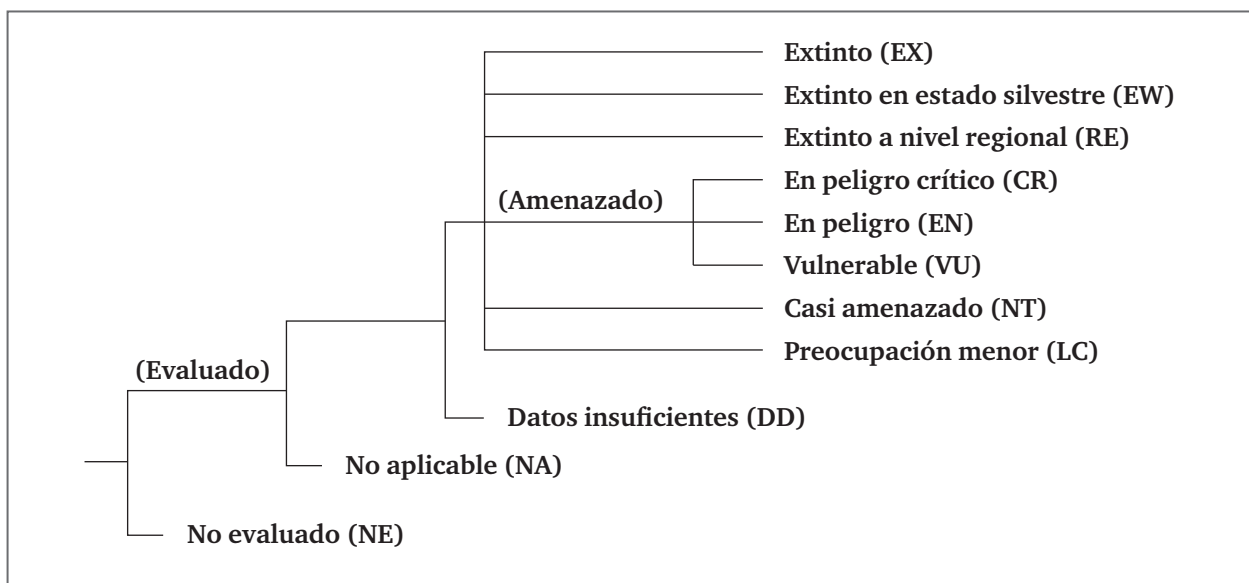 Extinto (EX)
Extinto en estado silvestre (EW)
Extinto a nivel regional (RE)
En peligro crítico (CR)
(Amenazado)
En peligro (EN)
Vulnerable (VU)
Casi amenazado (NT)
Preocupación menor (LC)
(Evaluado)
Datos insuficientes (DD)
No aplicable (NA)
No evaluado (NE)